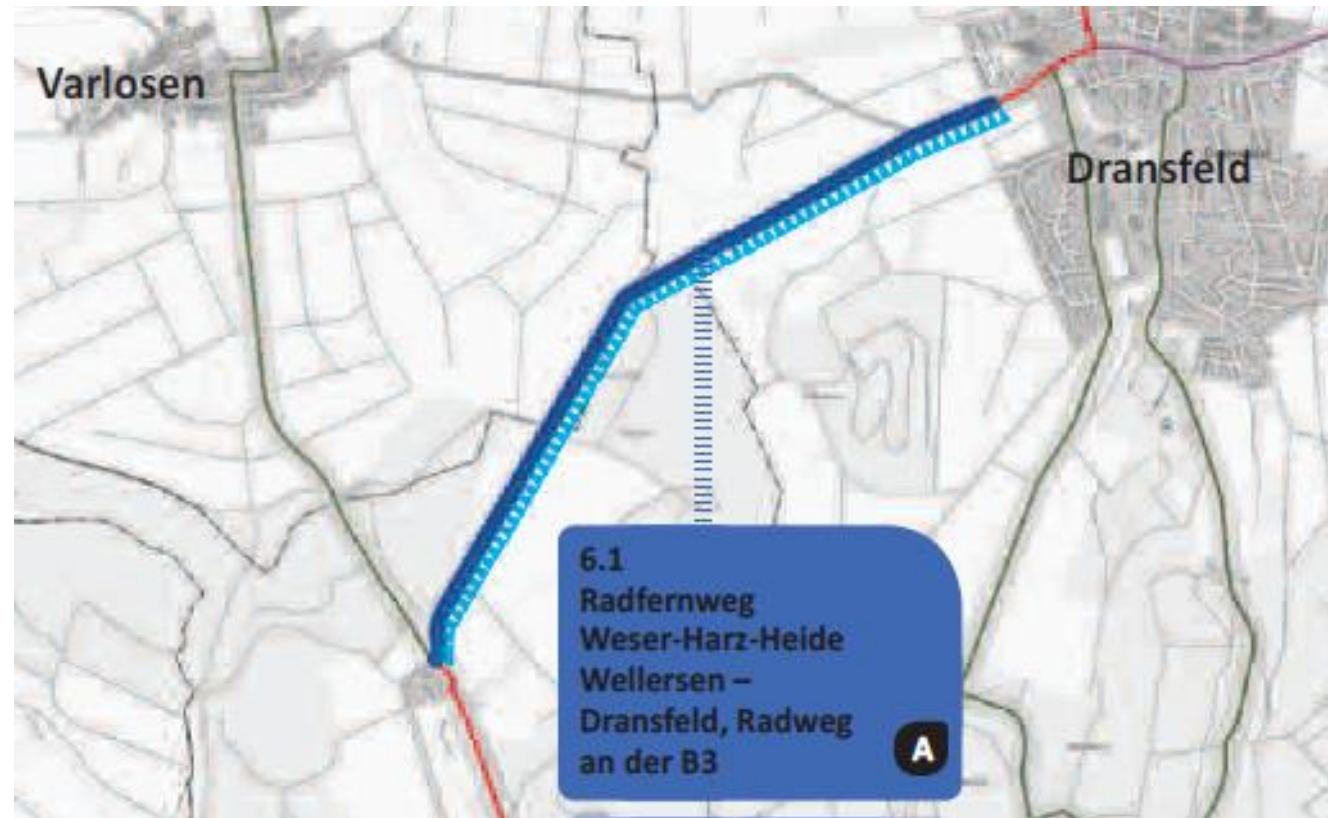 Varlosen
Dransfeld
6.1
Radfernweg
Weser-Harz-Heide
Wellersen –
Dransfeld, Radweg
an der B3
A